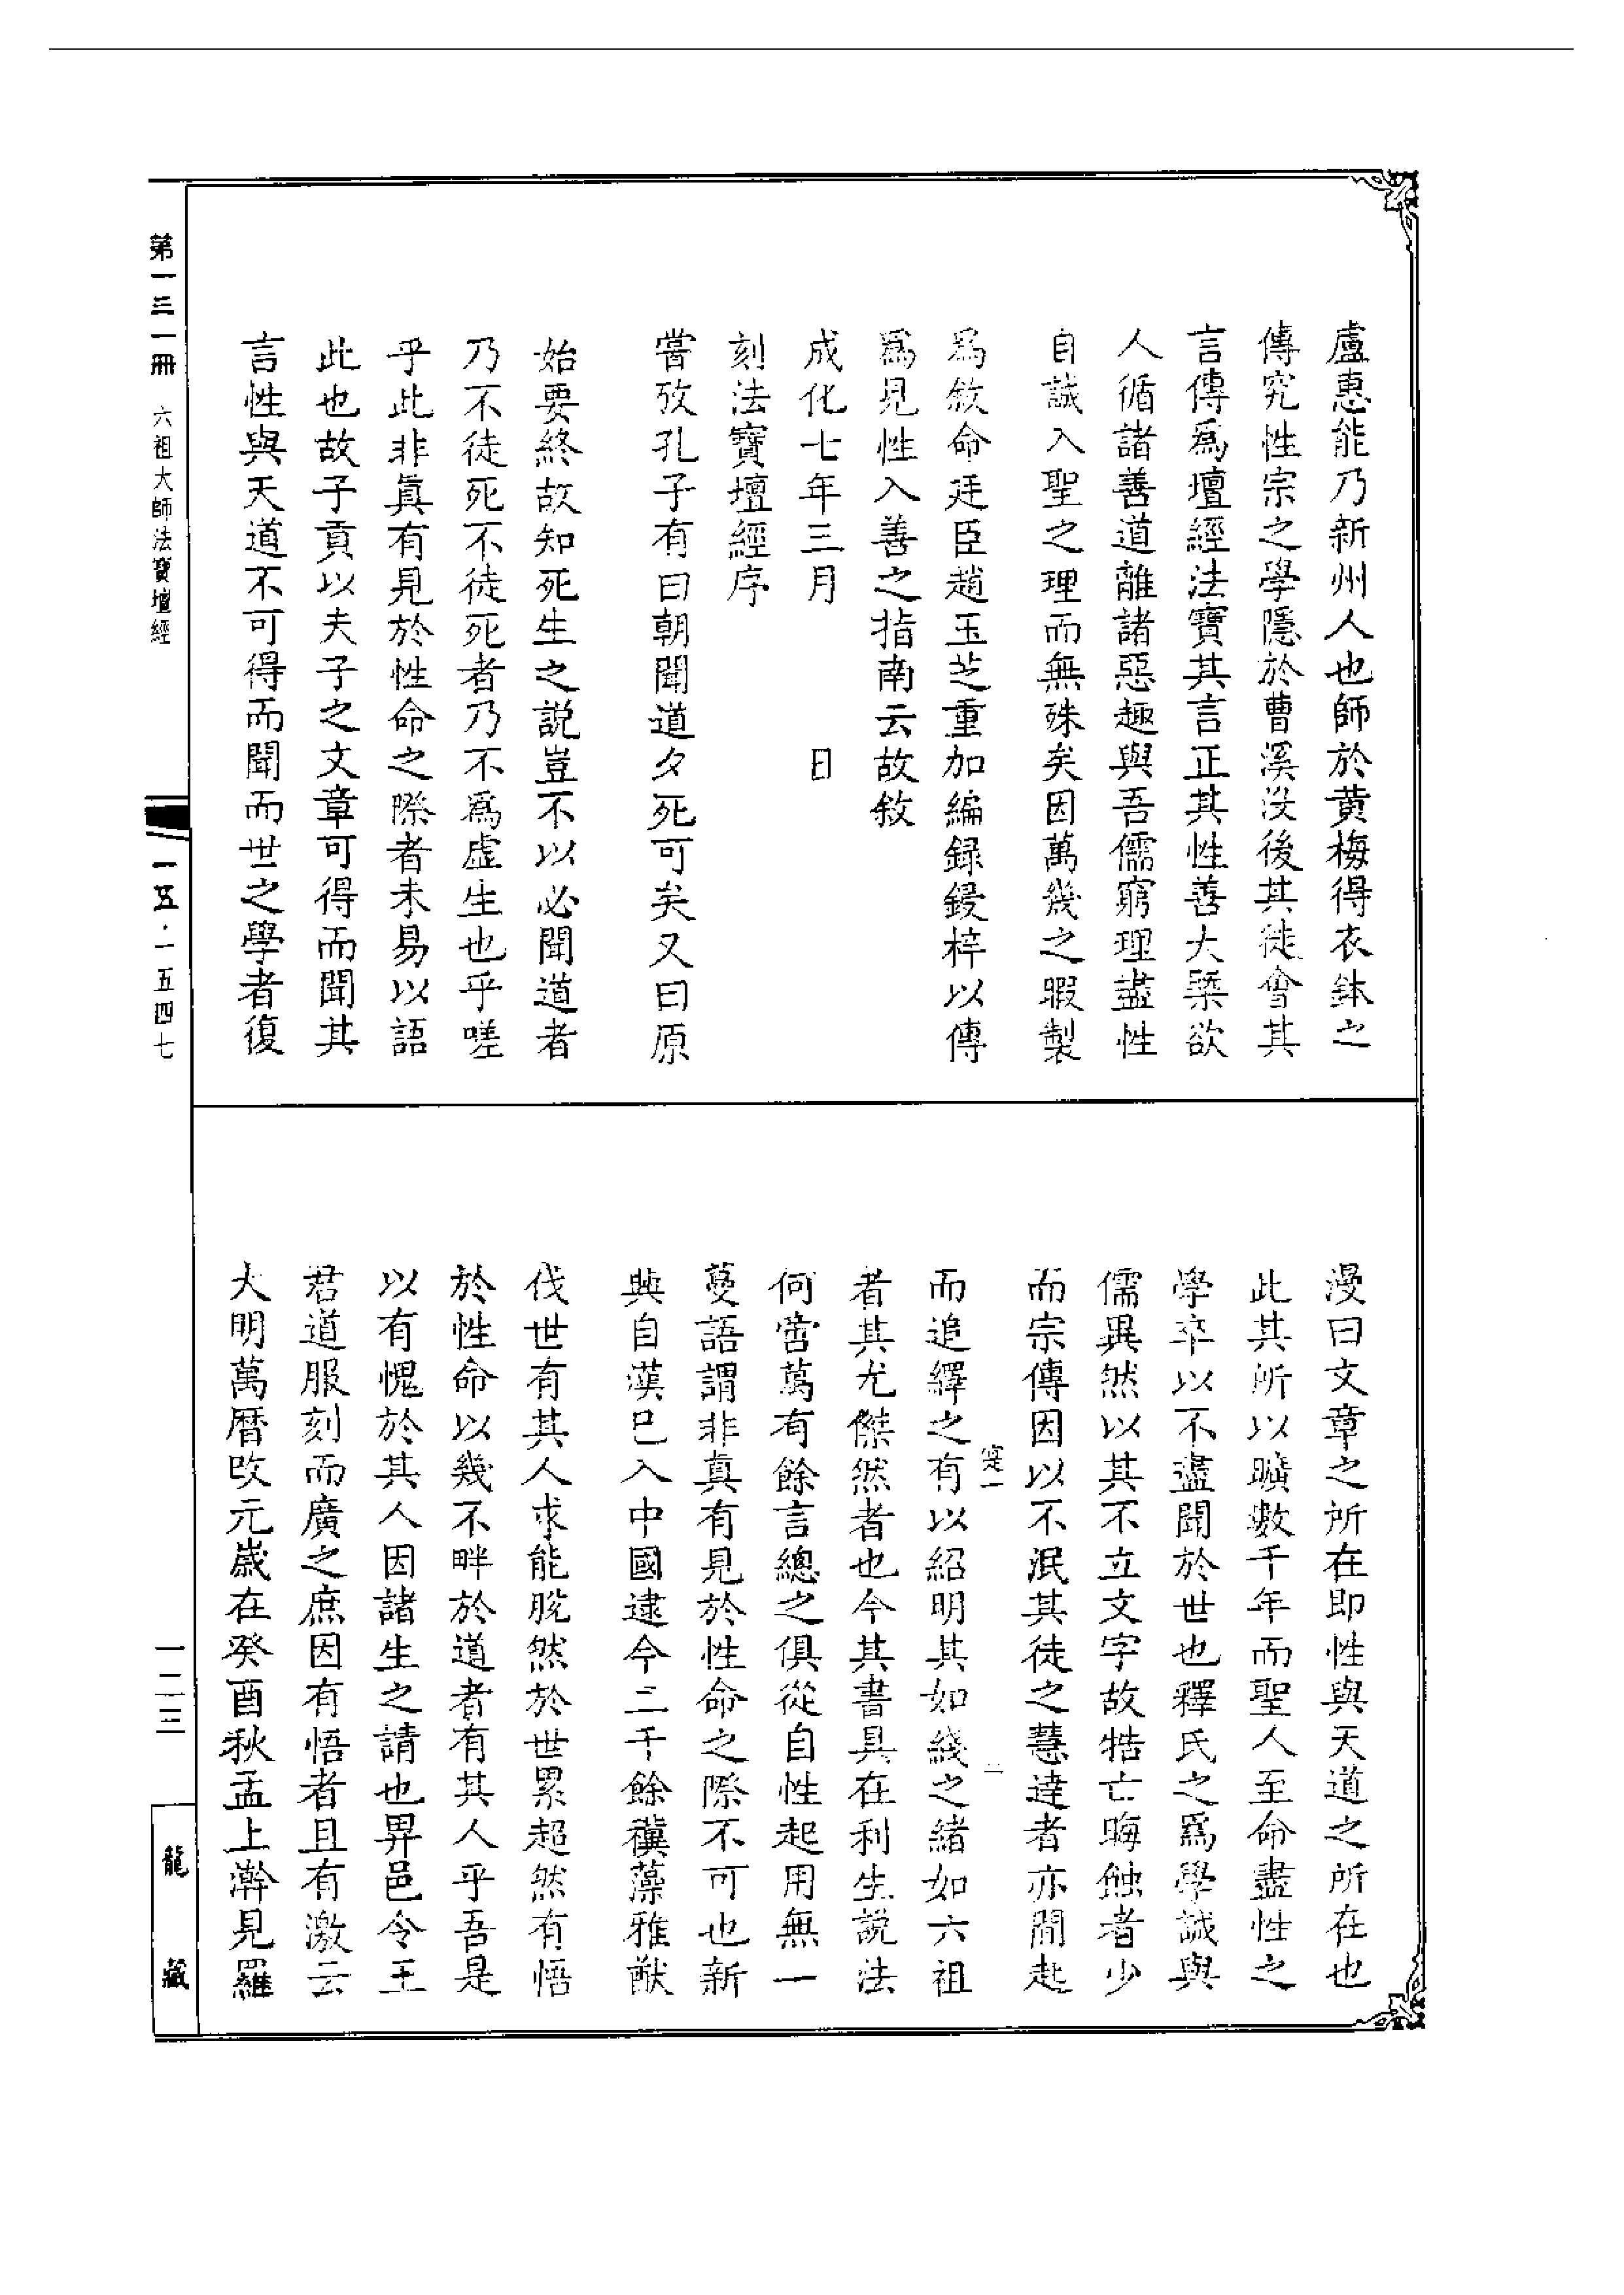 盧惠能乃新州人也師於黄梅得衣鉢之
傳究性宗之學隱於曹溪没後其徒會其
言傳爲壇經法寶其言正其性善大槩欲
人循諸善道離諸惡趣與吾儒窮理盡性
自誠入聖之理而無殊矣因萬幾之暇製
爲敘命廷臣趙玉芝重加編録鋟梓以傳
爲見性入善之指南云故敘
成化七年三月　日
刻法寶壇經序
嘗攷孔子有曰朝聞道夕死可矣又曰原
始要終故知死生之説豈不以必聞道者
乃不徒死不徒死者乃不爲虚生也乎嗟
乎此非眞有見於性命之際者未易以語
此也故子貢以夫子之文章可得而聞其
言性與天道不可得而聞而世之學者復
漫曰文章之所在即性與天道之所在也
此其所以曠數千年而聖人至命盡性之
學卒以不盡聞於世也釋氏之爲學誠與
儒異然以其不立文字故牿亡晦蝕者少
而宗傳因以不泯其徒之慧達者亦間起
二
而追繹之有以紹明其如綫之緒如六祖
者其尤傑然者也今其書具在利生説法
何啻萬有餘言總之俱從自性起用無一
蔓語謂非真有見於性命之際不可也新
興自漢已入中國逮今二千餘禩藻雅猷
伐世有其人求能脱然於世累超然有悟
於性命以幾不畔於道者有其人乎吾是
以有愧於其人因諸生之請也畀邑令王
君道服刻而廣之庶因有悟者且有激云
大明萬曆改元歲在癸酉秋孟上澣見羅
第一三一冊　六祖大師法寶壇經
一五·一五四七
一二三
龍藏